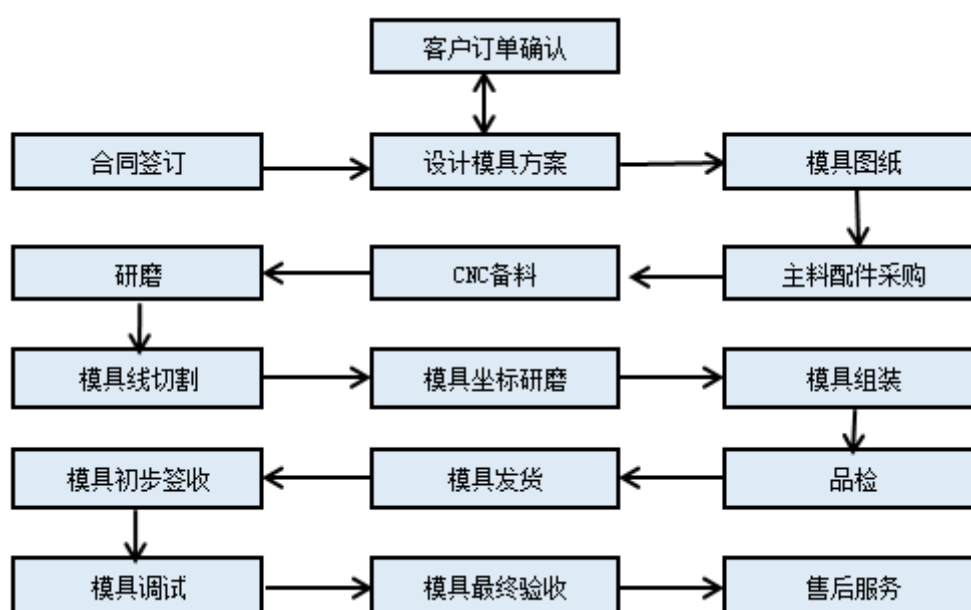 客户订单确认
合同签订
设计模具方案
模具图纸
研磨
CNC备料
主料配件采购
模具线切割
模具坐标研磨
模具组装
模具初步签收
模具发货
品检
模具调试
模具最终验收
售后服务